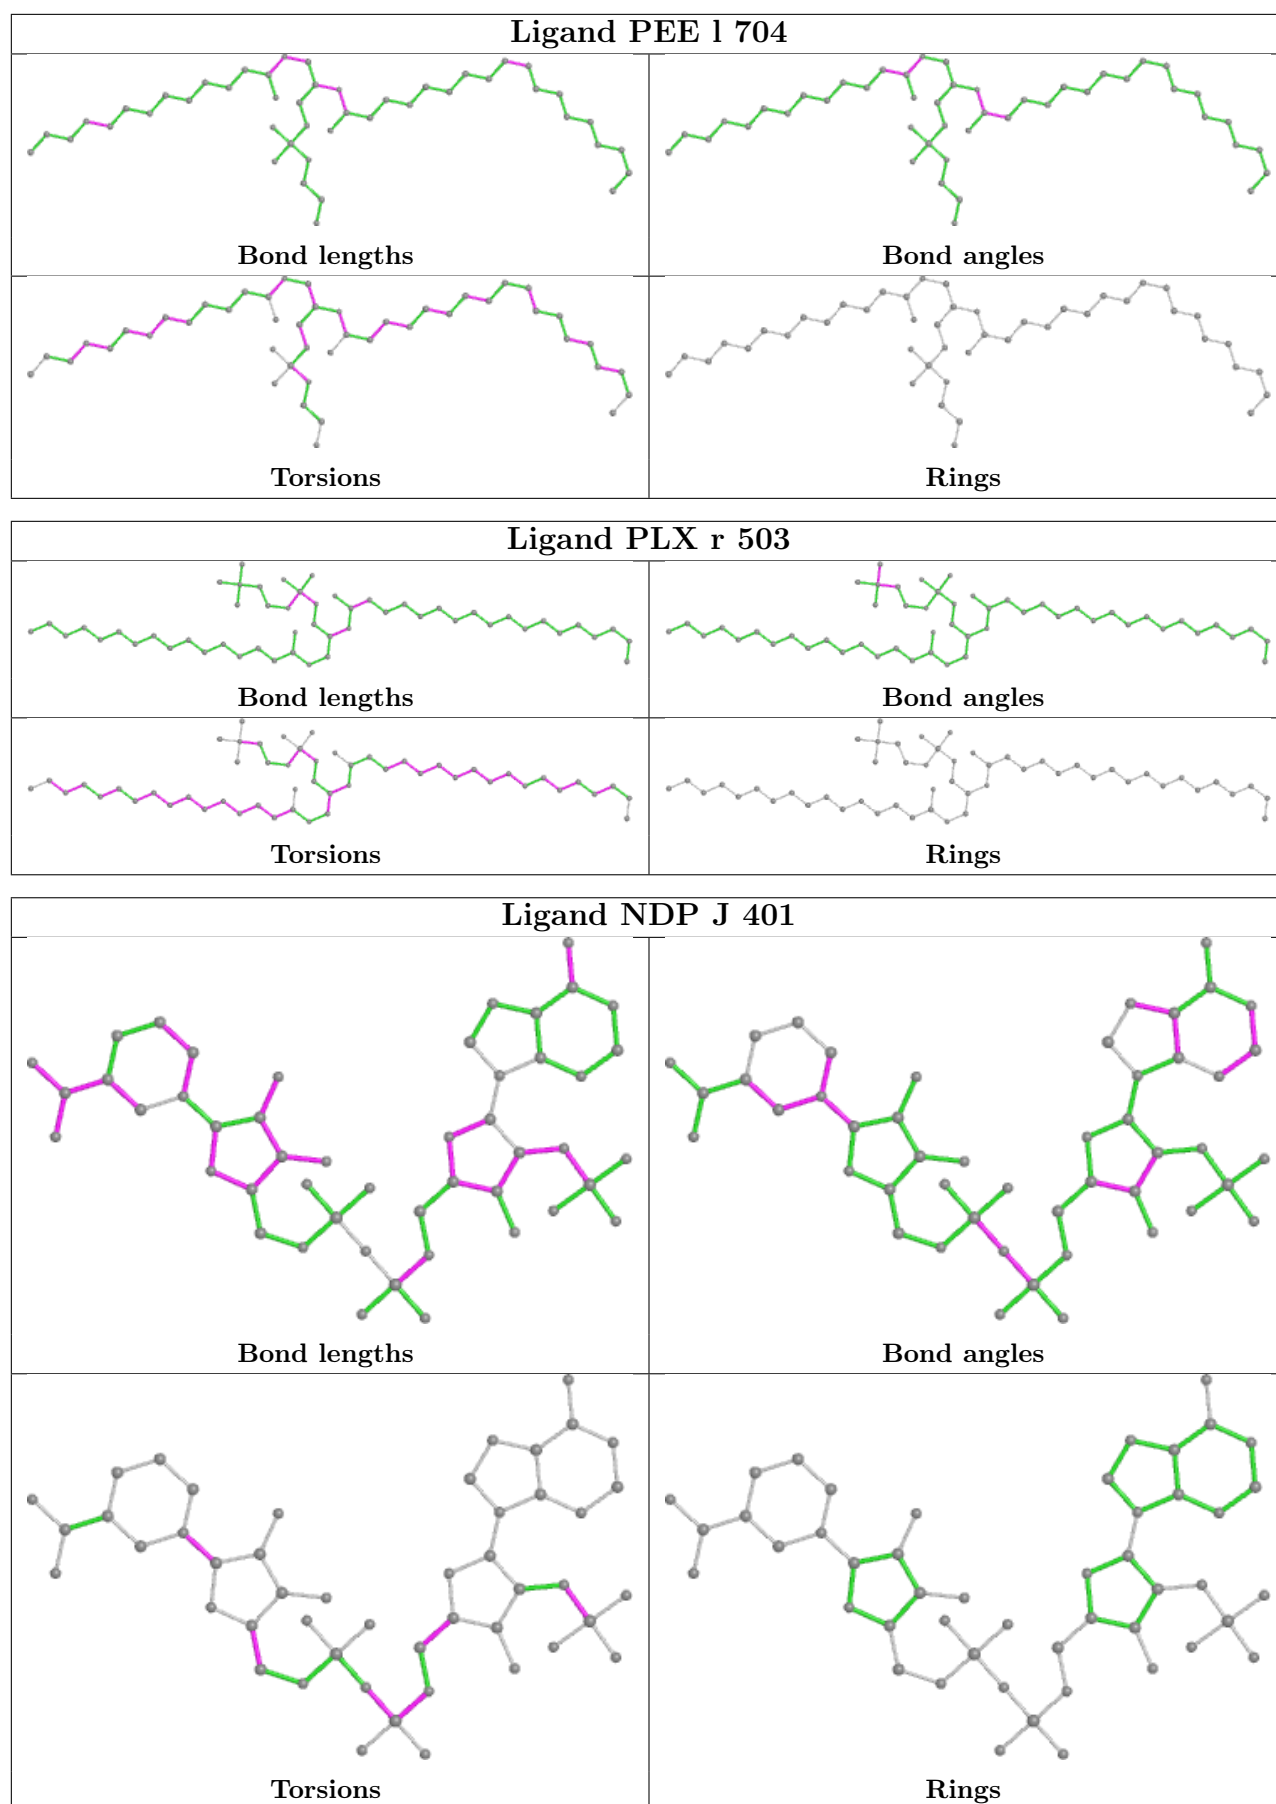 Ligand PEE l 704
Bond lengths
Bond angles
Torsions
Rings
Ligand PLX r 503
Bond lengths
Bond angles
Torsions
Rings
Ligand NDP J 401
Bond lengths
Bond angles
Torsions
Rings